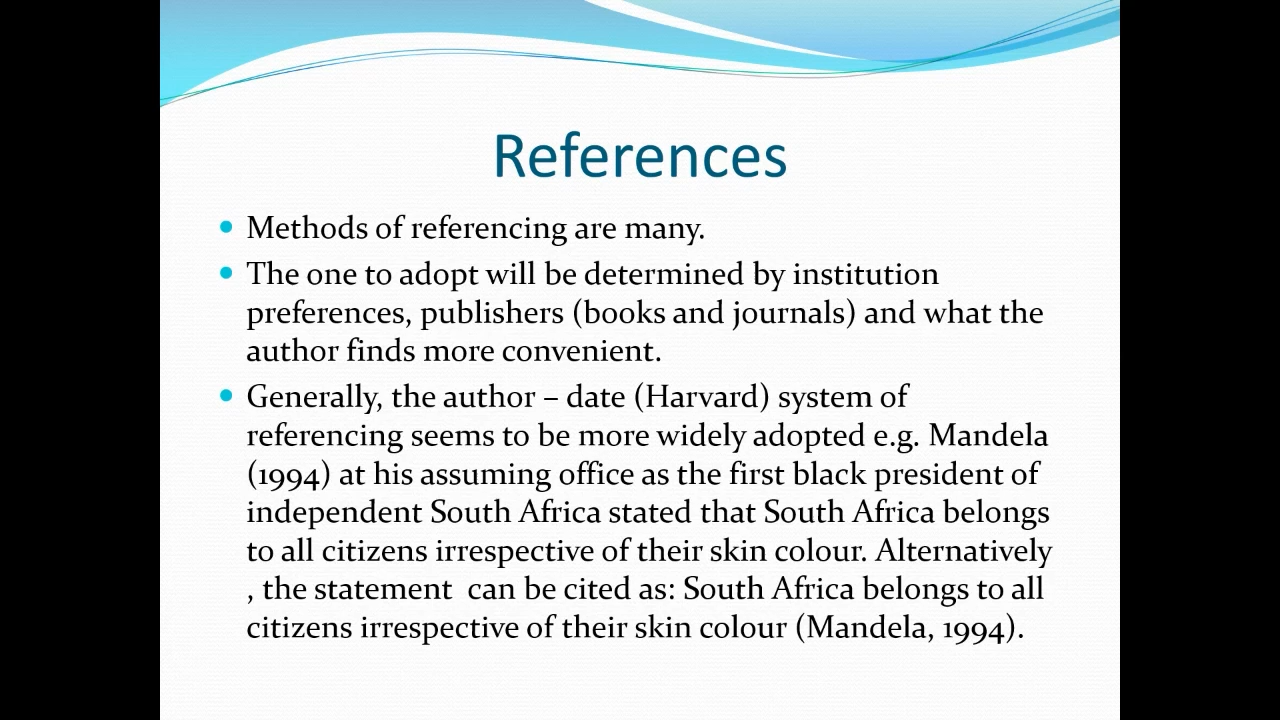 References
• Methods of referencing are many.
• The one to adopt will be determined by institution
preferences, publishers (books and journals) and what the
author finds more convenient.
• Generally, the author – date (Harvard) system of
referencing seems to be more widely adopted e.g. Mandela
(1994) at his assuming office as the first black president of
independent South Africa stated that South Africa belongs
to all citizens irrespective of their skin colour. Alternatively
, the statement  can be cited as: South Africa belongs to all
citizens irrespective of their skin colour (Mandela, 1994).